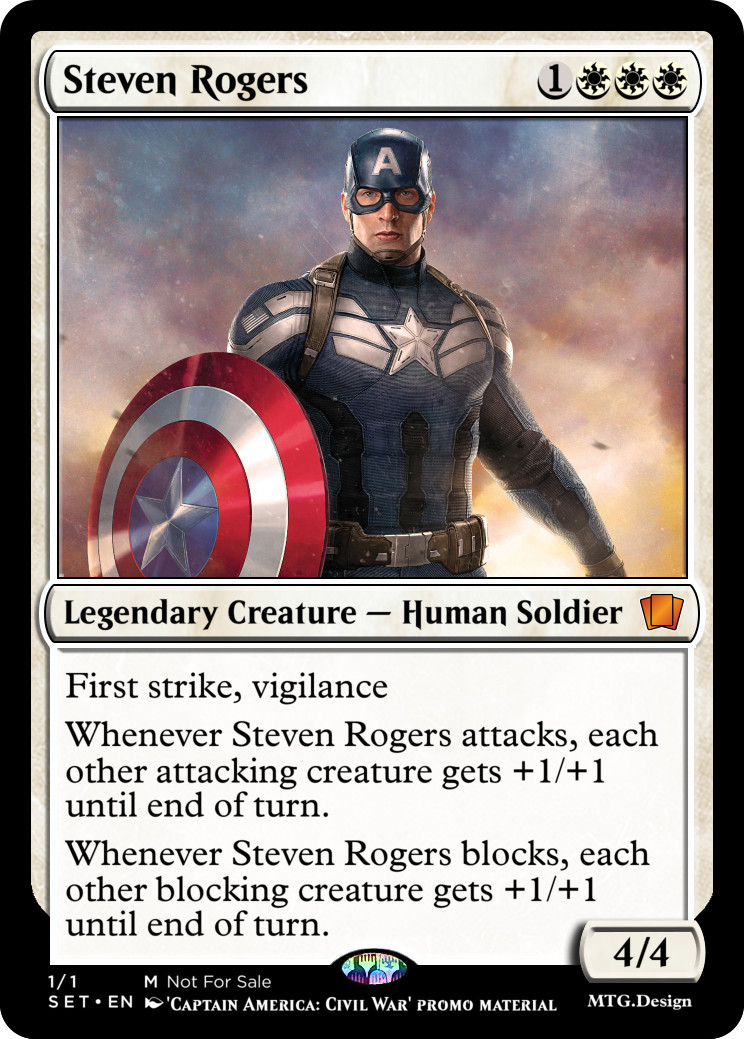 Steven Rogers 1
A
Legendary Creature — Human Soldier
First strike, vigilance
Whenever Steven Rogers attacks, each
other attacking creature gets +1/+1
until end of turn.
Whenever Steven Rogers blocks, each
other blocking creature gets +1/+1
until end of turn.
4/4
1/1 M Not For Sale
SET • EN 'Captain America: Civil War' promo material MTG.Design